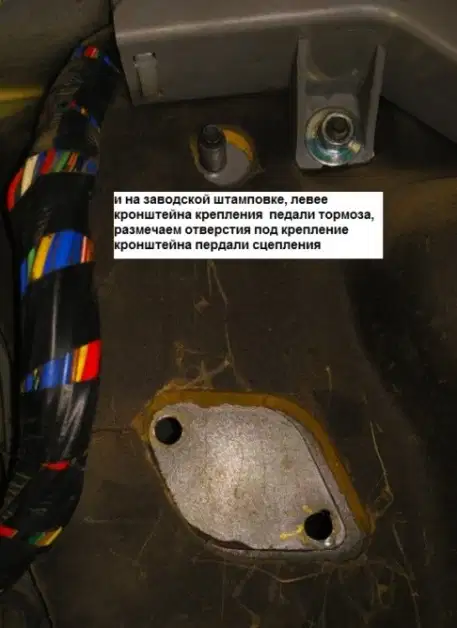 и на заводской штамповке, левее
кронштейна крепления педали тормоза,
размечаем отверстия под крепление
кронштейна пердали сцепления